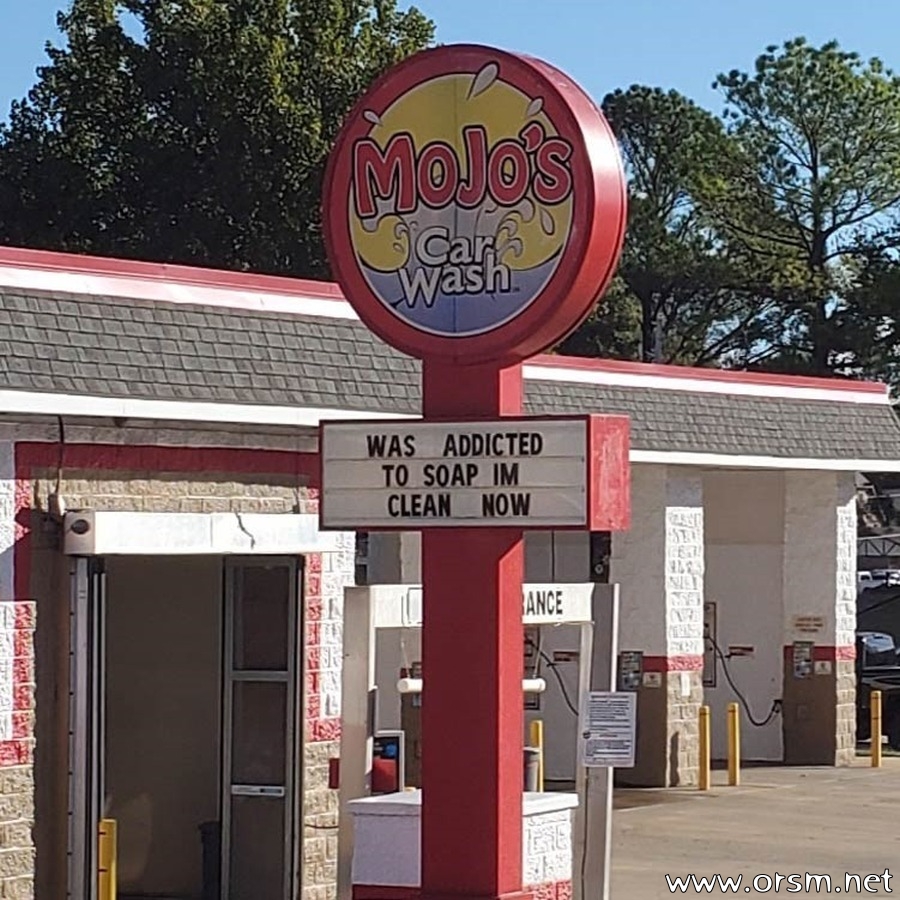 MoJo's
Car
Wash
WAS ADDICTED
TO SOAP IM
CLEAN NOW
RANCE
www.orsm.net